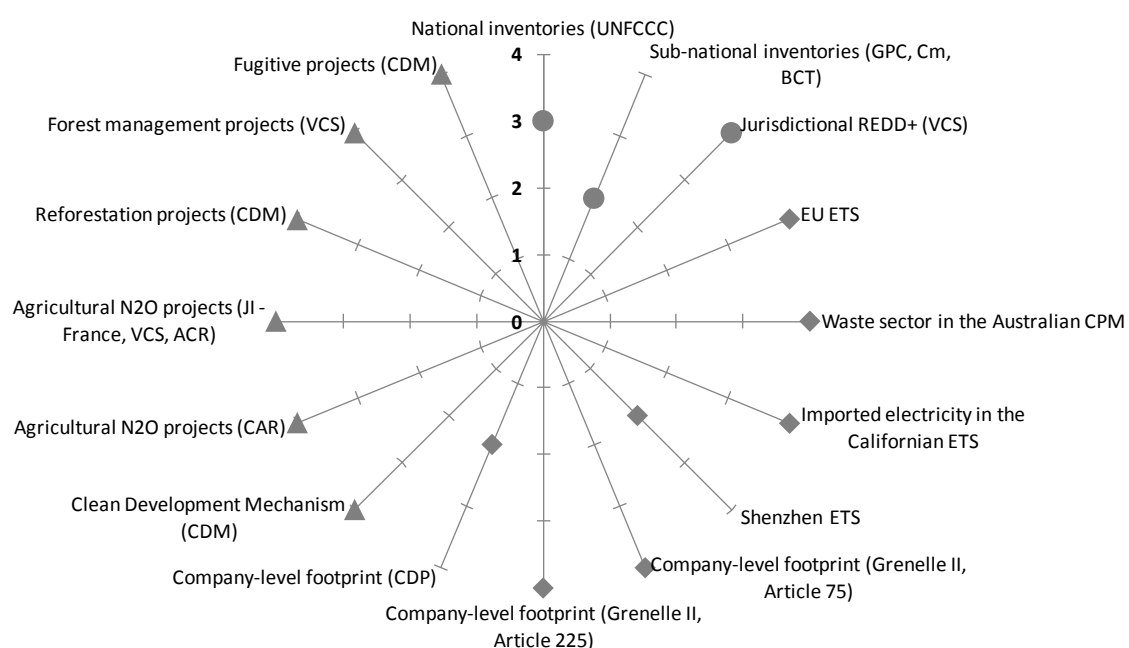 National inventories (UNFCCC)
4
Sub-national inventories (GPC, Cm,
BCT)
Fugitive projects (CDM)
Forest management projects (VCS)
3
Jurisdictional REDD+ (VCS)
2
Reforestation projects (CDM)
EU ETS
1
Agricultural N2O projects (JI -
France, VCS, ACR)
0
Waste sector in the Australian CPM
Agricultural N2O projects (CAR)
Imported electricity in the
Californian ETS
Clean Development Mechanism
(CDM)
Shenzhen ETS
Company-level footprint (CDP)
Company-level footprint (Grenelle II,
Article 75)
Company-level footprint (Grenelle II,
Article 225)